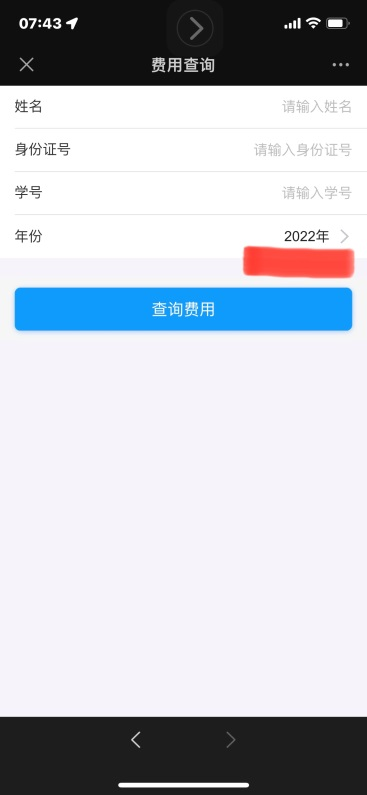 07:43
费用查询
姓名 请输入姓名
身份证号 请输入身份证号
学号 请输入学号
年份 2022年
查询费用